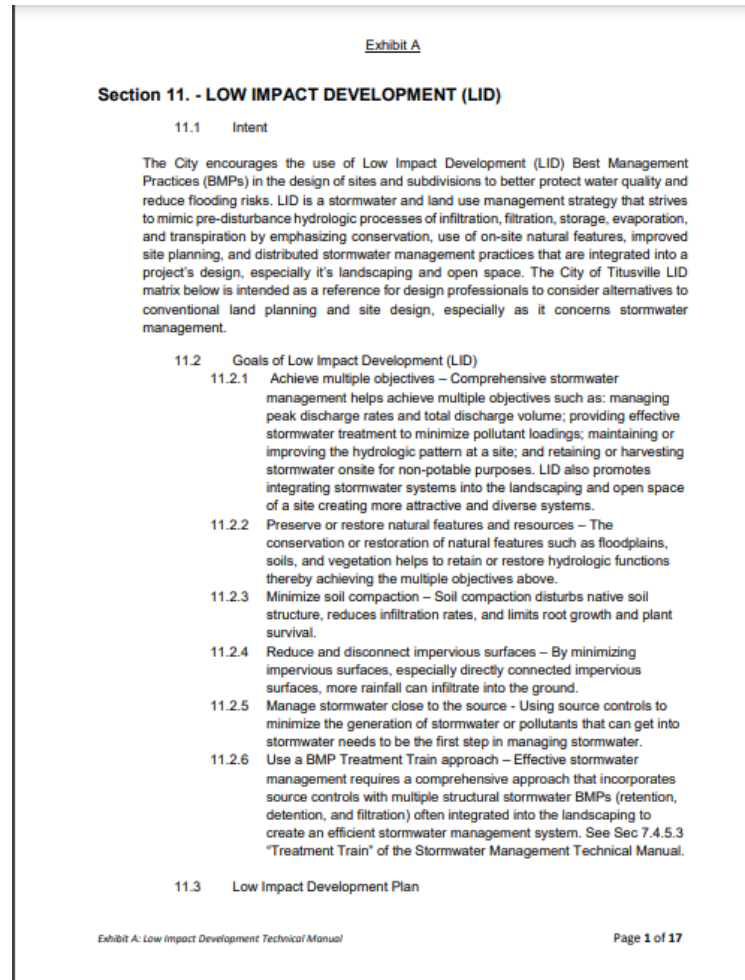 Exhibit A
Section 11. - LOW IMPACT DEVELOPMENT (LID)
11.1 Intent
The City encourages the use of Low Impact Development (LID) Best Management
Practices (BMPs) in the design of sites and subdivisions to better protect water quality and
reduce flooding risks. LID is a stormwater and land use management strategy that strives
to mimic pre-disturbance hydrologic processes of infiltration, filtration, storage, evaporation,
and transpiration by emphasizing conservation, use of on-site natural features, improved
site planning, and distributed stormwater management practices that are integrated into a
project's design, especially it's landscaping and open space. The City of Titusville LID
matrix below is intended as a reference for design professionals to consider alternatives to
conventional land planning and site design, especially as it concerns stormwater
management.
11.2 Goals of Low Impact Development (LID)
11.2.1 Achieve multiple objectives – Comprehensive stormwater
management helps achieve multiple objectives such as: managing
peak discharge rates and total discharge volume; providing effective
stormwater treatment to minimize pollutant loadings; maintaining or
improving the hydrologic pattern at a site; and retaining or harvesting
stormwater onsite for non-potable purposes. LID also promotes
integrating stormwater systems into the landscaping and open space
of a site creating more attractive and diverse systems.
11.2.2 Preserve or restore natural features and resources – The
conservation or restoration of natural features such as floodplains,
soils, and vegetation helps to retain or restore hydrologic functions
thereby achieving the multiple objectives above.
11.2.3 Minimize soil compaction – Soil compaction disturbs native soil
structure, reduces infiltration rates, and limits root growth and plant
survival.
11.2.4 Reduce and disconnect impervious surfaces – By minimizing
impervious surfaces, especially directly connected impervious
surfaces, more rainfall can infiltrate into the ground.
11.2.5 Manage stormwater close to the source - Using source controls to
minimize the generation of stormwater or pollutants that can get into
stormwater needs to be the first step in managing stormwater.
11.2.6 Use a BMP Treatment Train approach – Effective stormwater
management requires a comprehensive approach that incorporates
source controls with multiple structural stormwater BMPs (retention,
detention, and filtration) often integrated into the landscaping to
create an efficient stormwater management system. See Sec 7.4.5.3
"Treatment Train" of the Stormwater Management Technical Manual.
11.3 Low Impact Development Plan
Exhibit A: Low Impact Development Technical Manual Page 1 of 17